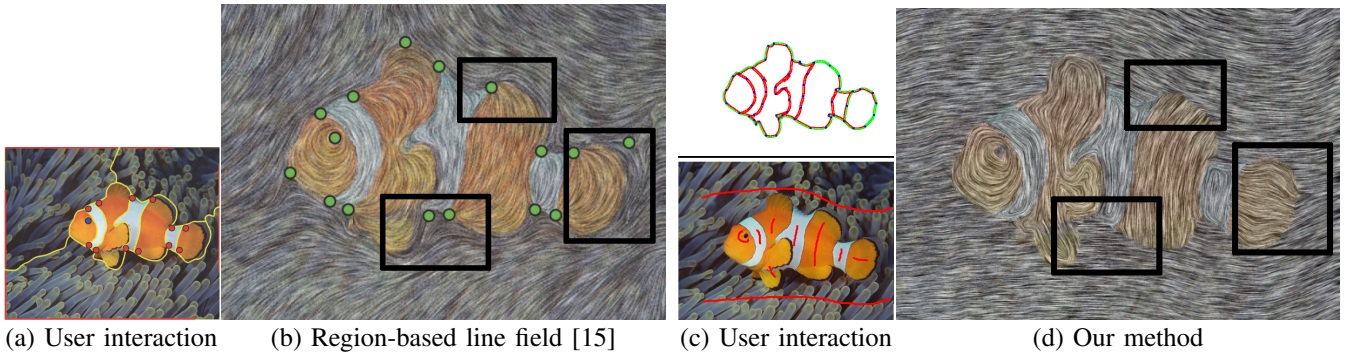 (a) User interaction
(b) Region-based line field [15]
(c) User interaction
(d) Our method